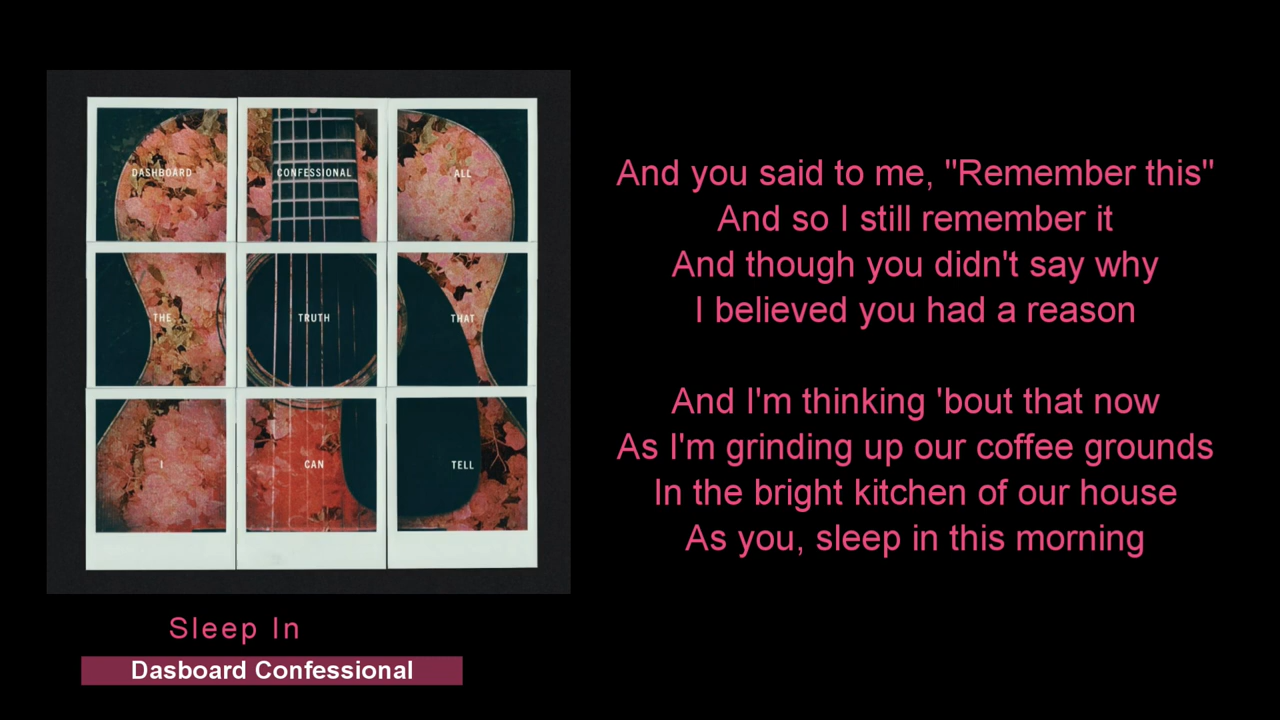 DASHBOARD CONFESSIONAL ALL
THE TRUTH THAT
I CAN TELL
Sleep In
Dasboard Confessional
And you said to me, "Remember this"
And so I still remember it
And though you didn't say why
I believed you had a reason
And I'm thinking 'bout that now
As I'm grinding up our coffee grounds
In the bright kitchen of our house
As you, sleep in this morning